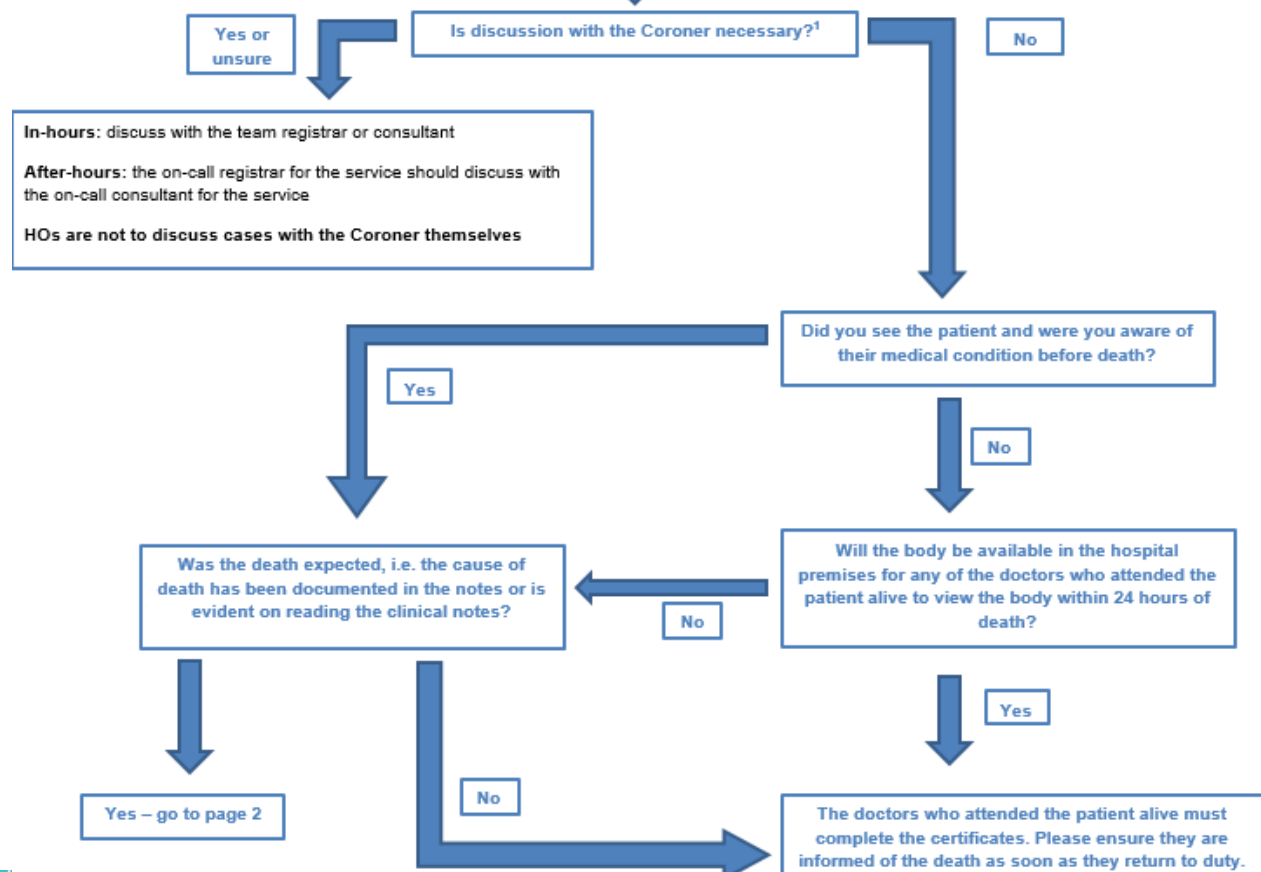 Is discussion with the Coroner necessary?¹
Yes or
unsure
No
In-hours: discuss with the team registrar or consultant
After-hours: the on-call registrar for the service should discuss with
the on-call consultant for the service
HOs are not to discuss cases with the Coroner themselves
Did you see the patient and were you aware of
their medical condition before death?
Yes
No
Was the death expected, i.e. the cause of
death has been documented in the notes or is
evident on reading the clinical notes?
Will the body be available in the hospital
premises for any of the doctors who attended the
patient alive to view the body within 24 hours of
death?
No
Yes
Yes – go to page 2
No
The doctors who attended the patient alive must
complete the certificates. Please ensure they are
informed of the death as soon as they return to duty.